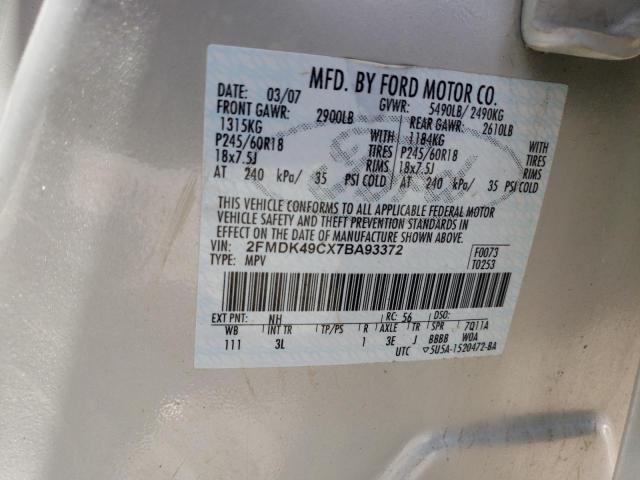 MFD. BY FORD MOTOR CO.
DATE: 03/07 GVWR: 5490LB/ 2490KG
FRONT GAWR: 2900LB REAR GAWR: 2610LB
1315KG WITH 1184KG WITH
P245/60R18 TIRES P245/60R18 TIRES
18x7.5J RIMS 18x7.5J RIMS
AT 240 kPa/ 35 PSI COLD AT 240 kPa/ 35 PSI COLD
THIS VEHICLE CONFORMS TO ALL APPLICABLE FEDERAL MOTOR
VEHICLE SAFETY AND THEFT PREVENTION STANDARDS IN
EFFECT ON THE DATE OF MANUFACTURE SHOWN ABOVE.
VIN: 2FMDK49CX7BA93372 F0073
TYPE: MPV T0253
EXT PNT: NH RC: 56 DSO:
WB INT TR TP/PS R AXLE TR SPR 7Q11A
111 3L 1 3E J BBBB W0A
UTC ▽5U5A-1520472-BA
Ford